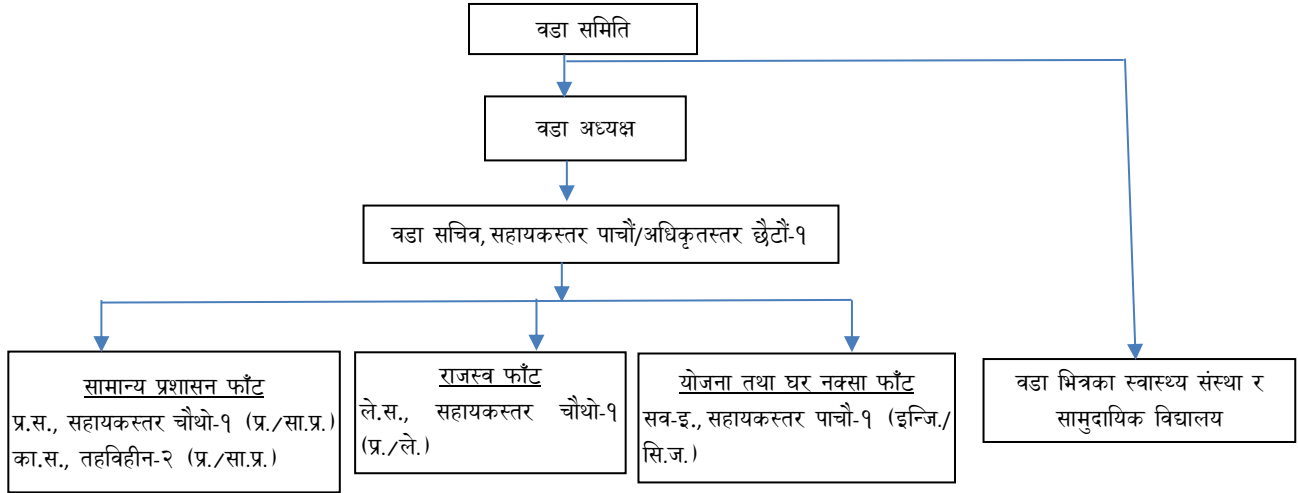 वडा समिति
वडा अध्यक्ष
वडा सचिव, सहायकस्तर पाचौं/अधिकृतस्तर छैटौं-१
सामान्य प्रशासन फाँट
प्र.स., सहायकस्तर चौथो-१ (प्र./सा.प्र.)
का.स., तहविहीन-२ (प्र./सा.प्र.)
राजस्व फाँट
ले.स., सहायकस्तर चौथो-१
(प्र./ले.)
योजना तथा घर नक्सा फाँट
सव-इ., सहायकस्तर पाचौ-१ (इन्जि./
सि.ज.)
वडा भित्रका स्वास्थ्य संस्था र
सामुदायिक विद्यालय